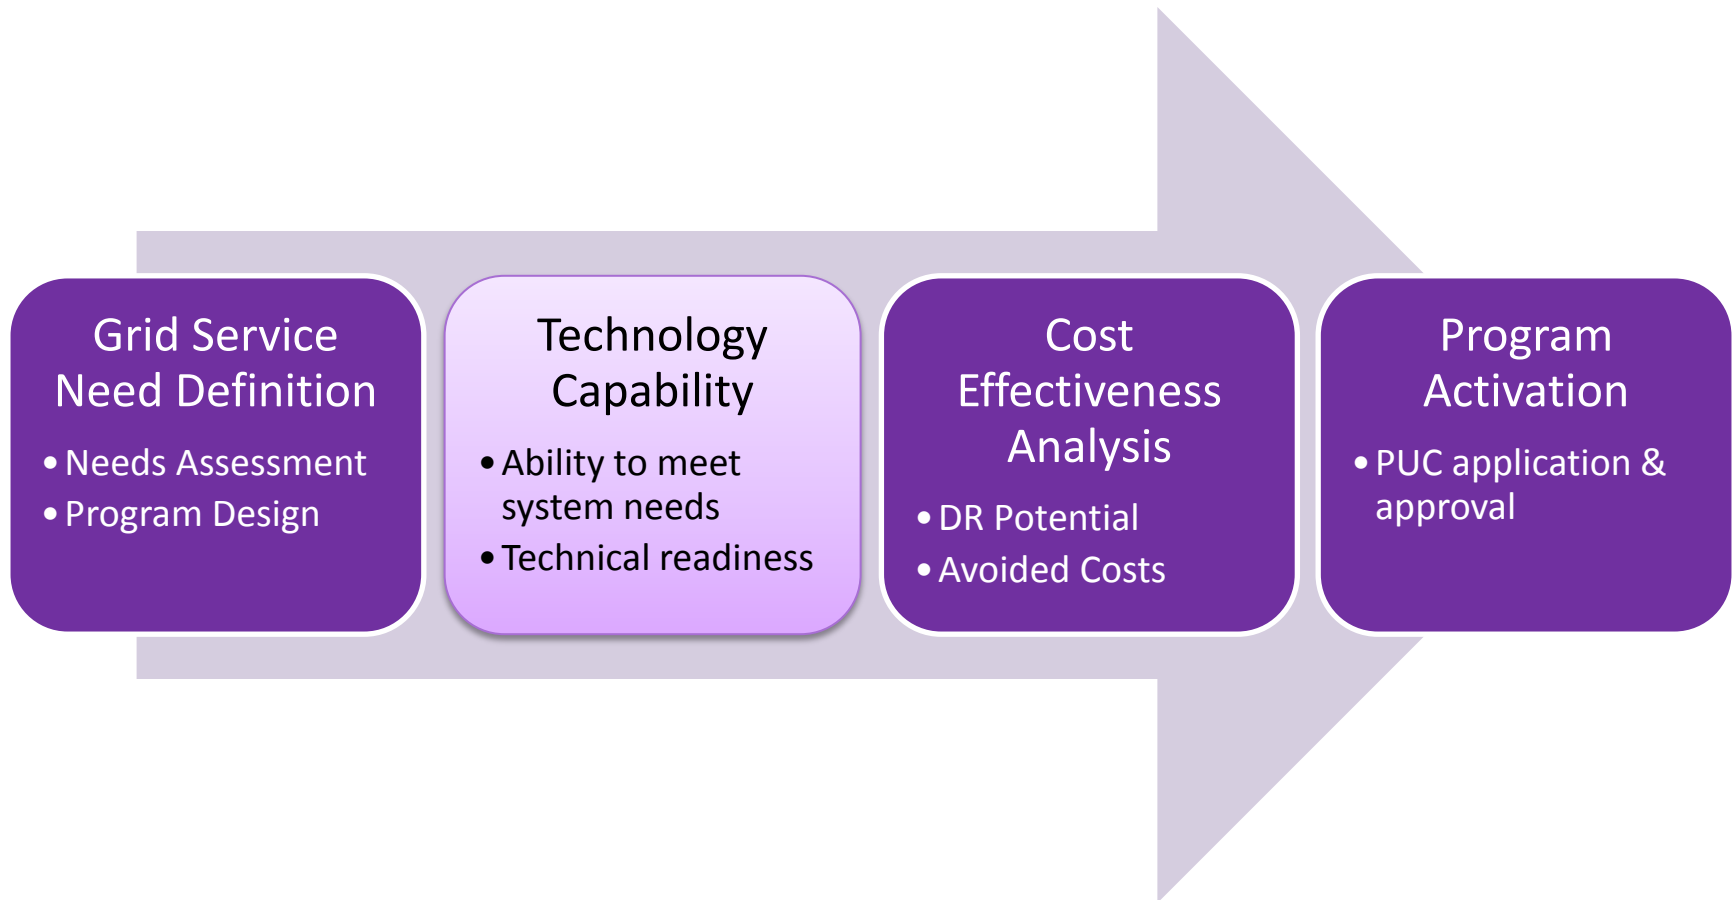 Grid Service
Need Definition
• Needs Assessment
• Program Design
Technology
Capability
• Ability to meet
system needs
• Technical readiness
Cost
Effectiveness
Analysis
• DR Potential
• Avoided Costs
Program
Activation
• PUC application &
approval